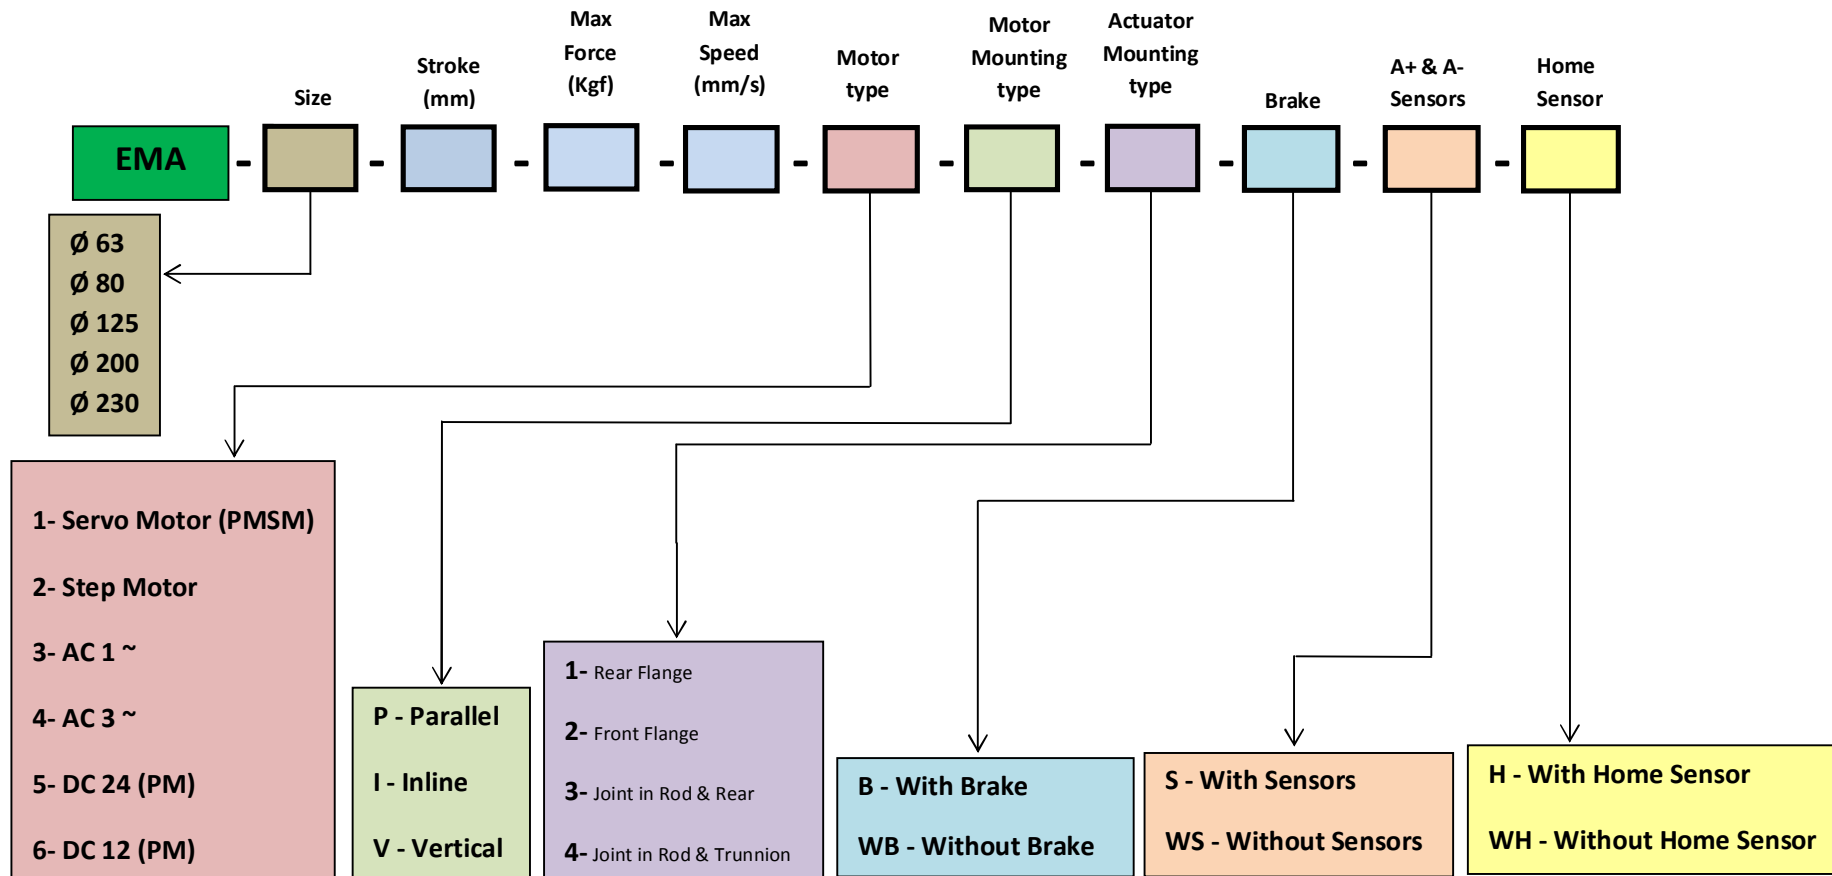 Size
Stroke
(mm)
Max
Force
(Kgf)
Max
Speed
(mm/s)
Motor
type
Motor
Mounting
type
Actuator
Mounting
type
Brake
A+ & A-
Sensors
Home
Sensor
EMA - - - - - - - - - -
Ø 63
Ø 80
Ø 125
Ø 200
Ø 230
1- Servo Motor (PMSM)
2- Step Motor
3- AC 1 ~
4- AC 3 ~
5- DC 24 (PM)
6- DC 12 (PM)
P - Parallel
I - Inline
V - Vertical
1- Rear Flange
2- Front Flange
3- Joint in Rod & Rear
4- Joint in Rod & Trunnion
B - With Brake
WB - Without Brake
S - With Sensors
WS - Without Sensors
H - With Home Sensor
WH - Without Home Sensor